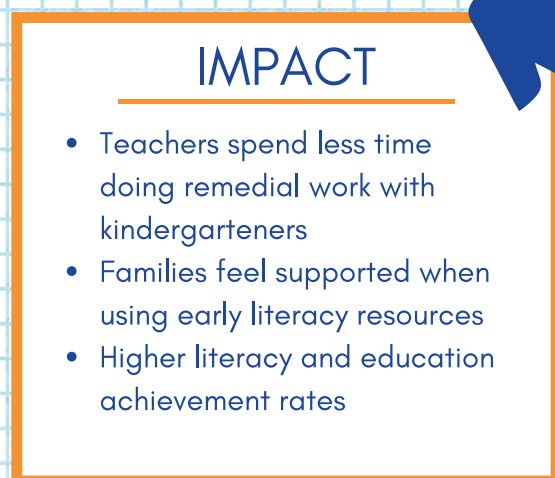 IMPACT
• Teachers spend less time
doing remedial work with
kindergarteners
• Families feel supported when
using early literacy resources
• Higher literacy and education
achievement rates